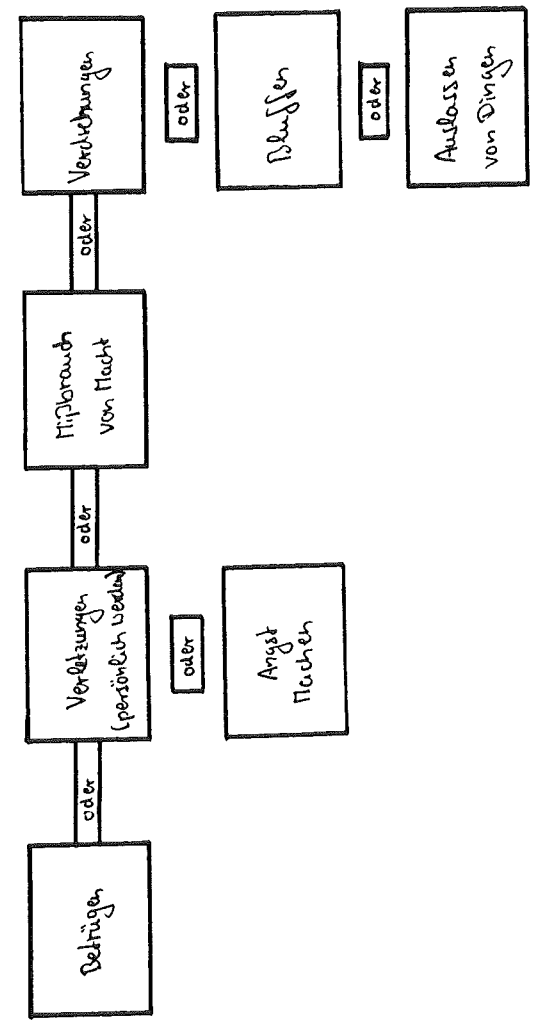 Betrügen
oder
Verletzungen
(persönlich werden)
oder
Mißbrauch
von Macht
oder
Verdrehungen
oder
Angst
Machen
oder
Bluffen
oder
Auslassen
von Dingen